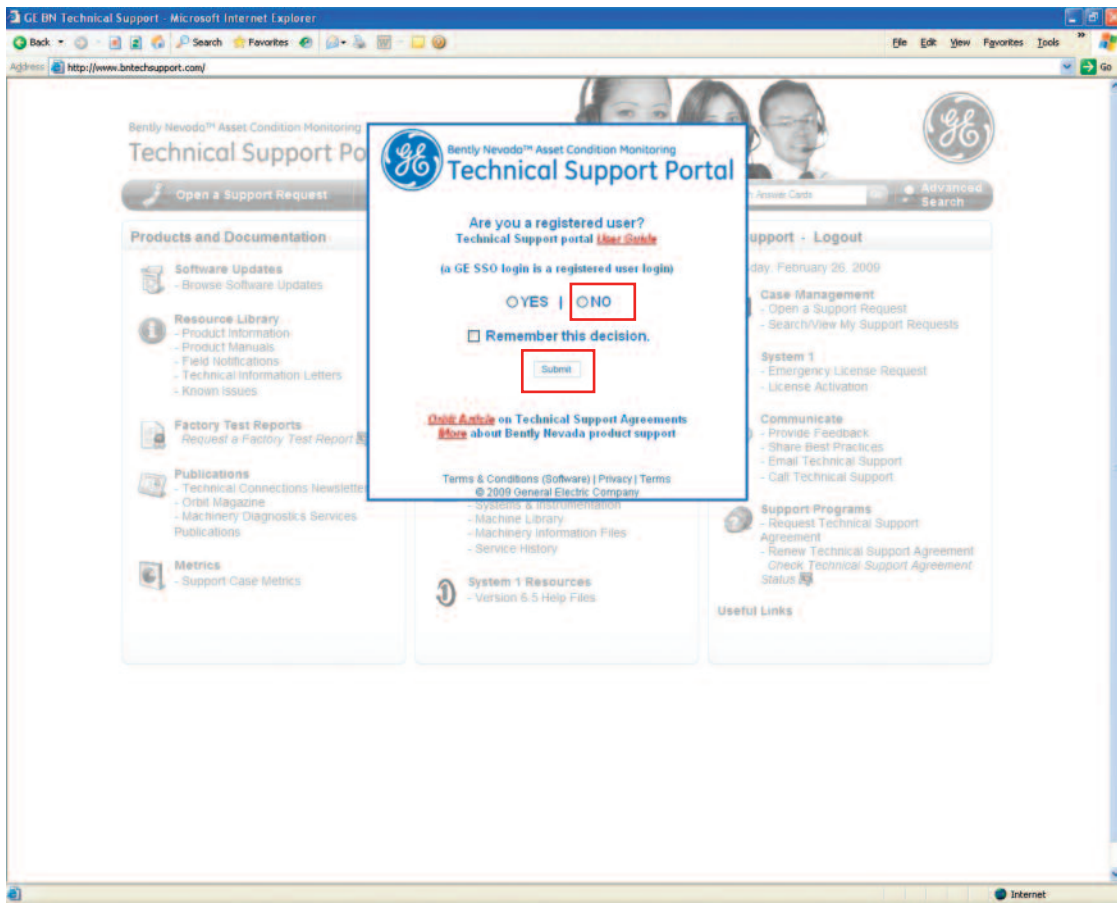 GE BN Technical Support - Microsoft Internet Explorer
Back
Search
Favorites
File Edit View Favorites Tools
Address http://www.bntechsupport.com/
Go
Bently Nevada™ Asset Condition Monitoring
Technical Support Po
Open a Support Request
Answer Cards
Go
Advanced
Search
Products and Documentation
Software Updates
- Browse Software Updates
Resource Library
- Product Information
- Product Manuals
- Field Notifications
- Technical Information Letters
- Known Issues
Factory Test Reports
Request a Factory Test Report
Publications
- Technical Connections Newslette
- Orbit Magazine
- Machinery Diagnostics Services
Publications
Metrics
- Support Case Metrics
Bently Nevada™ Asset Condition Monitoring
Technical Support Portal
Are you a registered user?
Technical Support portal User Guide
(a GE SSO login is a registered user login)
YES | NO
Remember this decision.
Submit
Orbit Article on Technical Support Agreements
More about Bently Nevada product support
Terms & Conditions (Software) | Privacy | Terms
© 2009 General Electric Company
- Systems & Instrumentation
- Machine Library
- Machinery Information Files
- Service History
System 1 Resources
- Version 6.5 Help Files
upport - Logout
day, February 26, 2009
Case Management
- Open a Support Request
- Search/View My Support Requests
System 1
- Emergency License Request
- License Activation
Communicate
- Provide Feedback
- Share Best Practices
- Email Technical Support
- Call Technical Support
Support Programs
- Request Technical Support
Agreement
- Renew Technical Support Agreement
Check Technical Support Agreement
Status
Useful Links
Internet